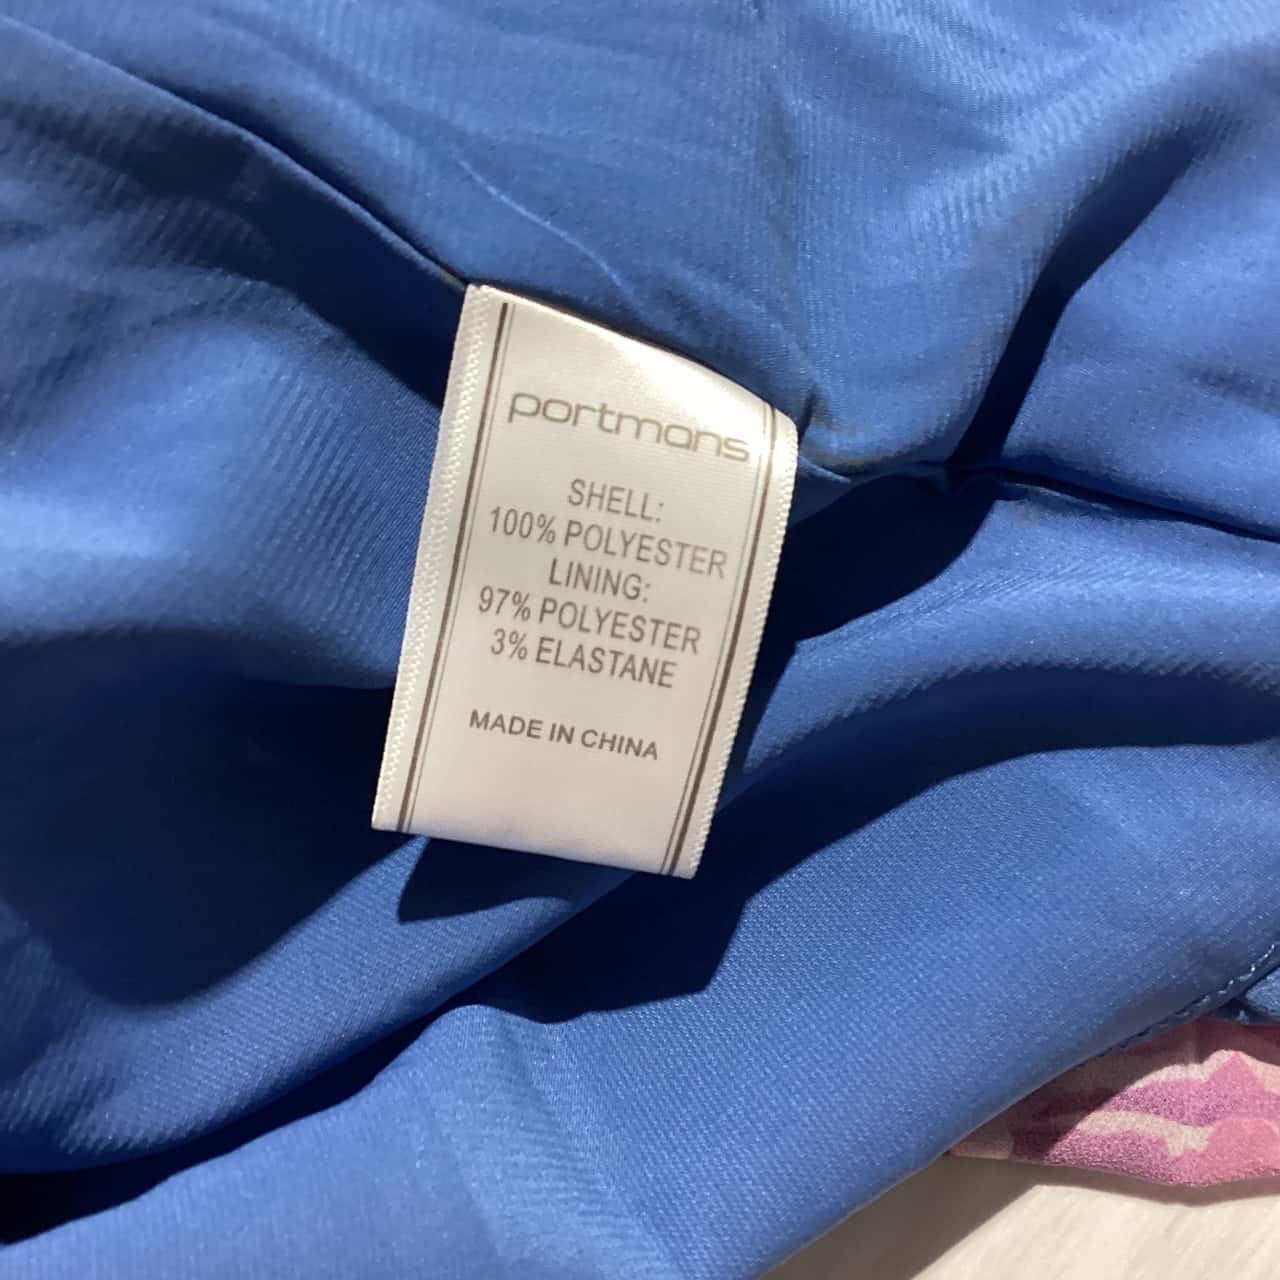 portmans
SHELL:
100% POLYESTER
LINING:
97% POLYESTER
3% ELASTANE
MADE IN CHINA